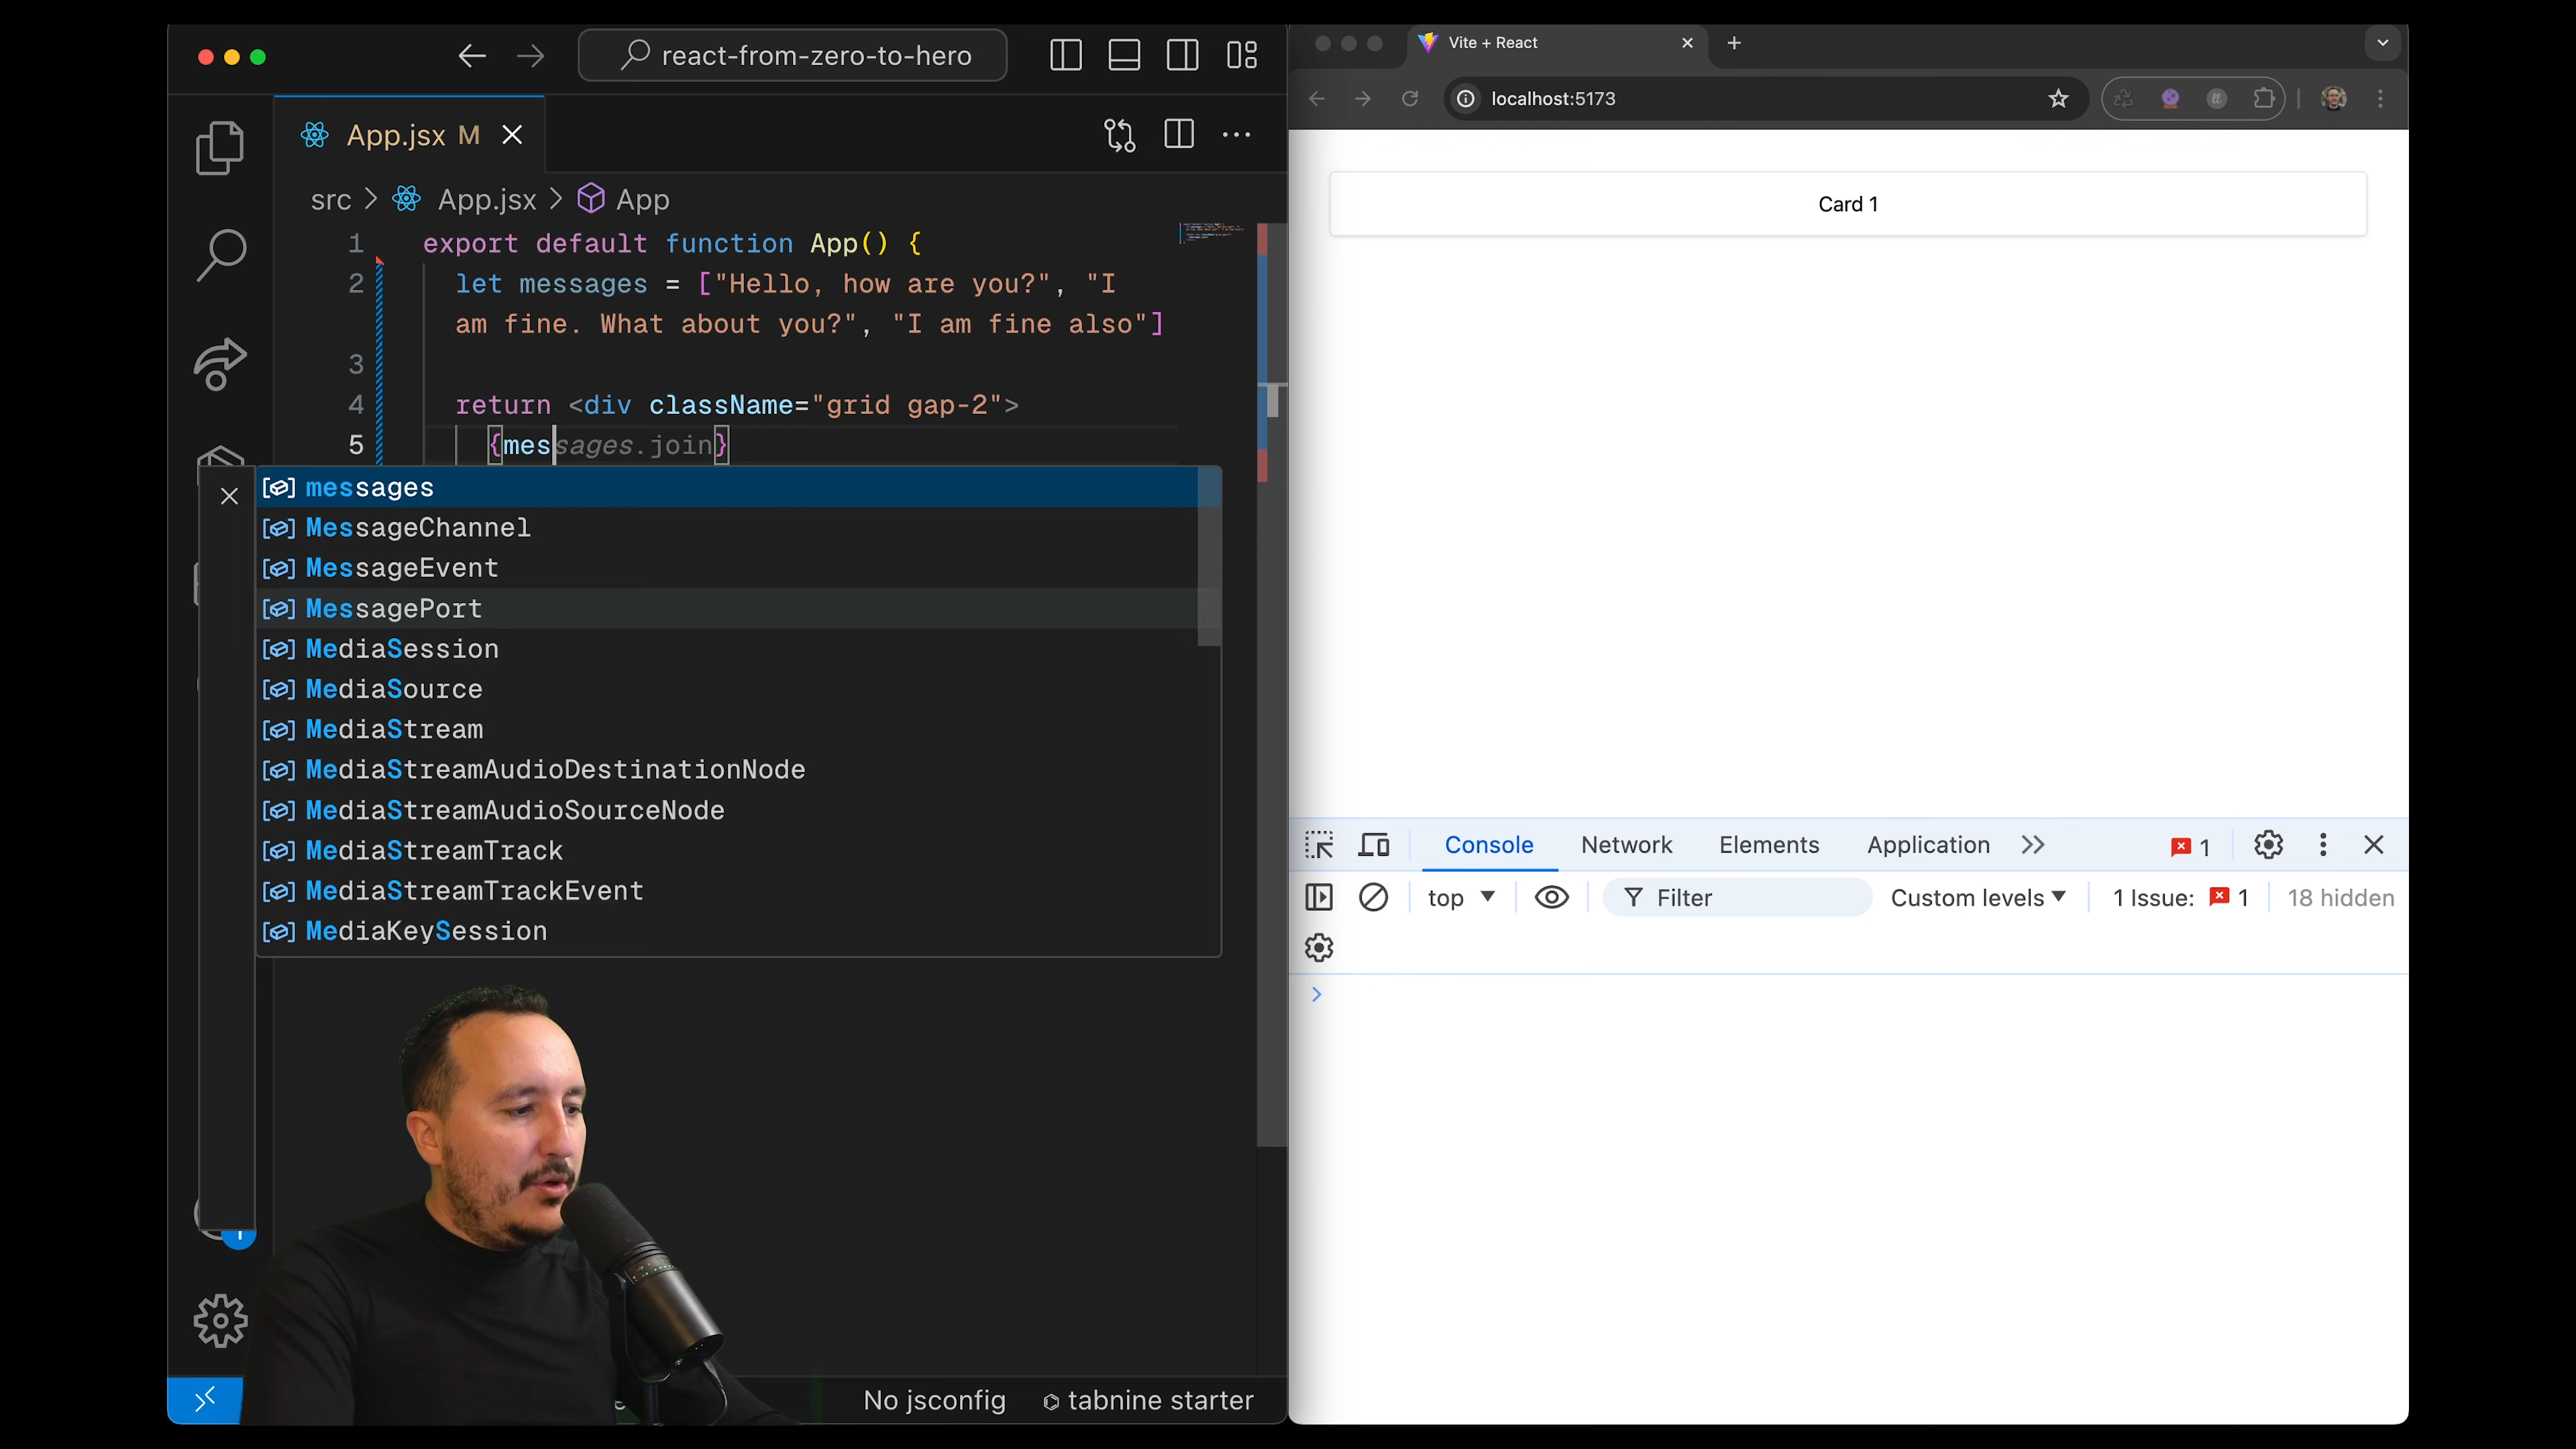 react-from-zero-to-hero
App.jsx M
src > App.jsx > App
1 export default function App() {
2 let messages = ["Hello, how are you?", "I
am fine. What about you?", "I am fine also"]
3
4 return <div className="grid gap-2">
5 {messages.join}
messages
MessageChannel
MessageEvent
MessagePort
MediaSession
MediaSource
MediaStream
MediaStreamAudioDestinationNode
MediaStreamAudioSourceNode
MediaStreamTrack
MediaStreamTrackEvent
MediaKeySession
No jsconfig tabnine starter
Vite + React
localhost:5173
Card 1
Console Network Elements Application 1
top Filter Custom levels 1 Issue: 1 18 hidden